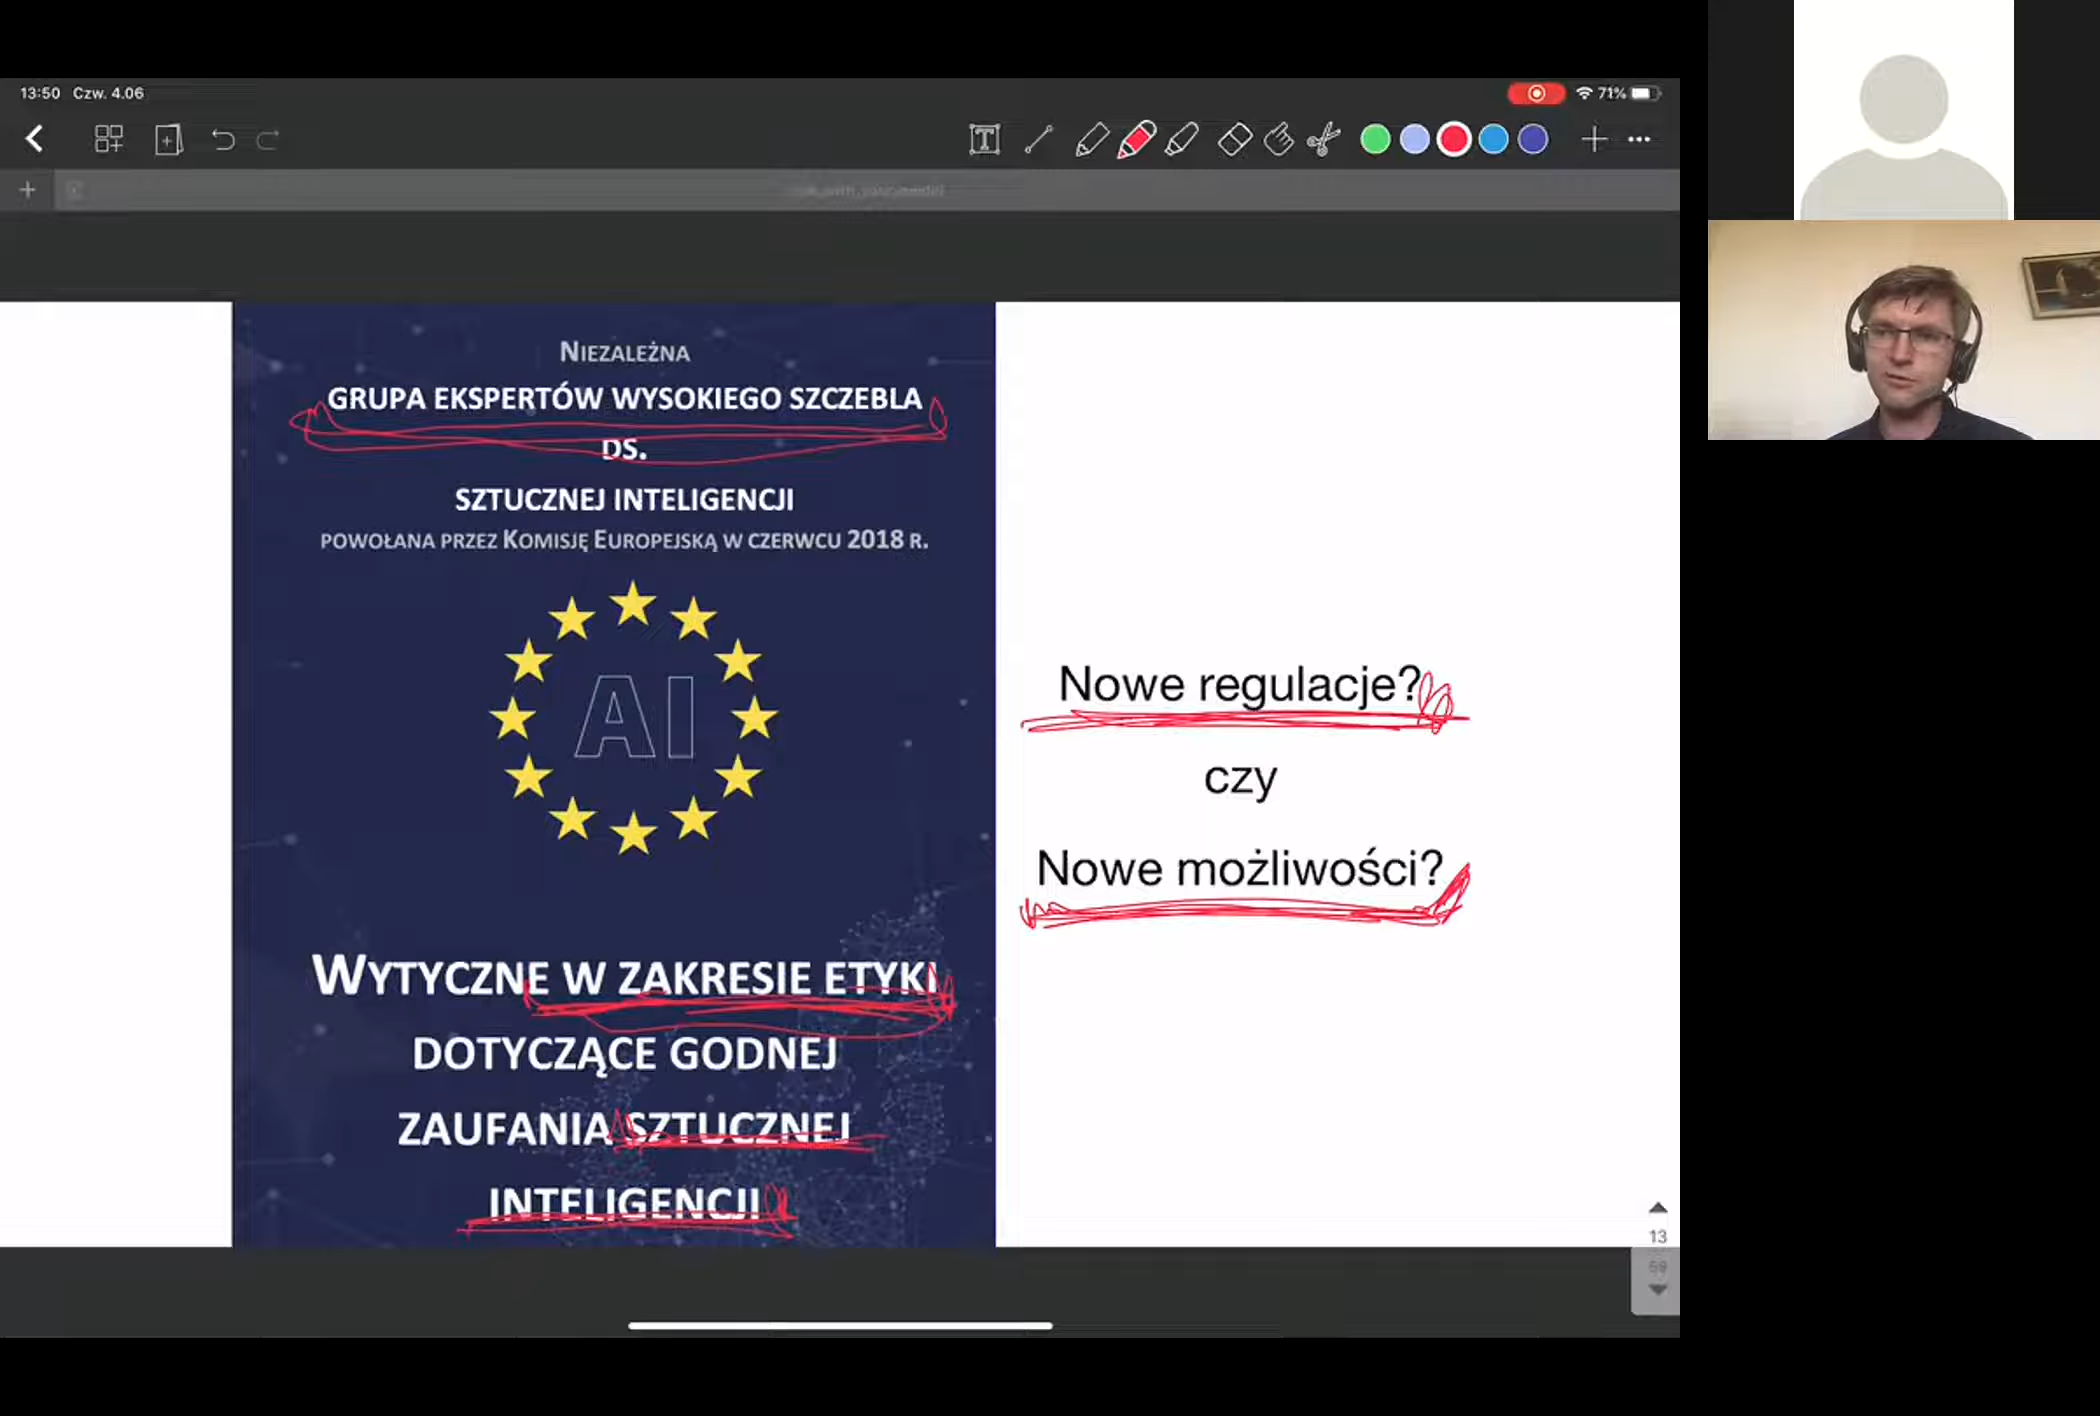 13:50 Czw. 4.06
71%
NIEZALEŻNA
GRUPA EKSPERTÓW WYSOKIEGO SZCZEBLA
DS.
SZTUCZNEJ INTELIGENCJI
POWOŁANA PRZEZ KOMISJĘ EUROPEJSKĄ W CZERWCU 2018 R.
AI
WYTYCZNE W ZAKRESIE ETYKI
DOTYCZĄCE GODNEJ
ZAUFANIA SZTUCZNEJ
INTELIGENCJI
Nowe regulacje?
czy
Nowe możliwości?
13
59